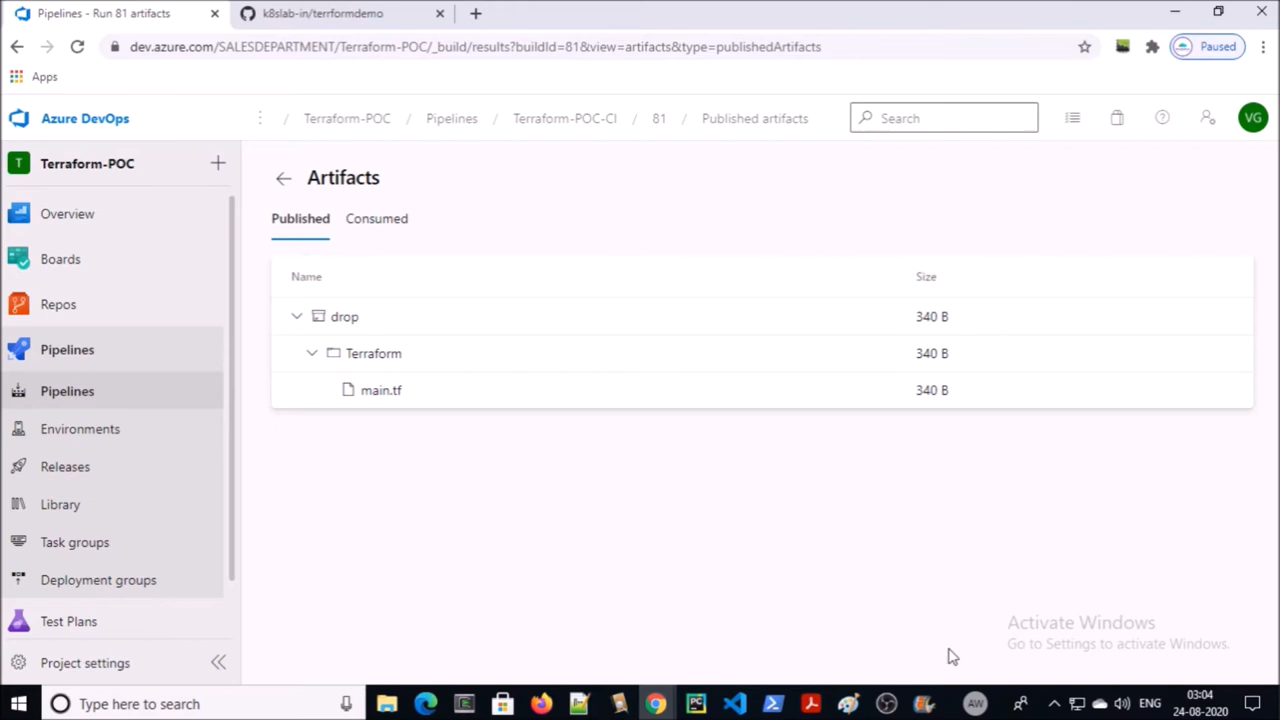 Pipelines - Run 81 artifacts
k8slab-in/terrformdemo
dev.azure.com/SALESDEPARTMENT/Terraform-POC/_build/results?buildId=81&view=artifacts&type=publishedArtifacts
Paused
Apps
Azure DevOps
/ Terraform-POC / Pipelines / Terraform-POC-CI / 81 / Published artifacts
Search
VG
T Terraform-POC
Overview
Boards
Repos
Pipelines
Pipelines
Environments
Releases
Library
Task groups
Deployment groups
Test Plans
Project settings
Artifacts
Published Consumed
Name Size
drop 340 B
Terraform 340 B
main.tf 340 B
Activate Windows
Go to Settings to activate Windows.
Type here to search
PC
AW
ENG
03:04
24-08-2020